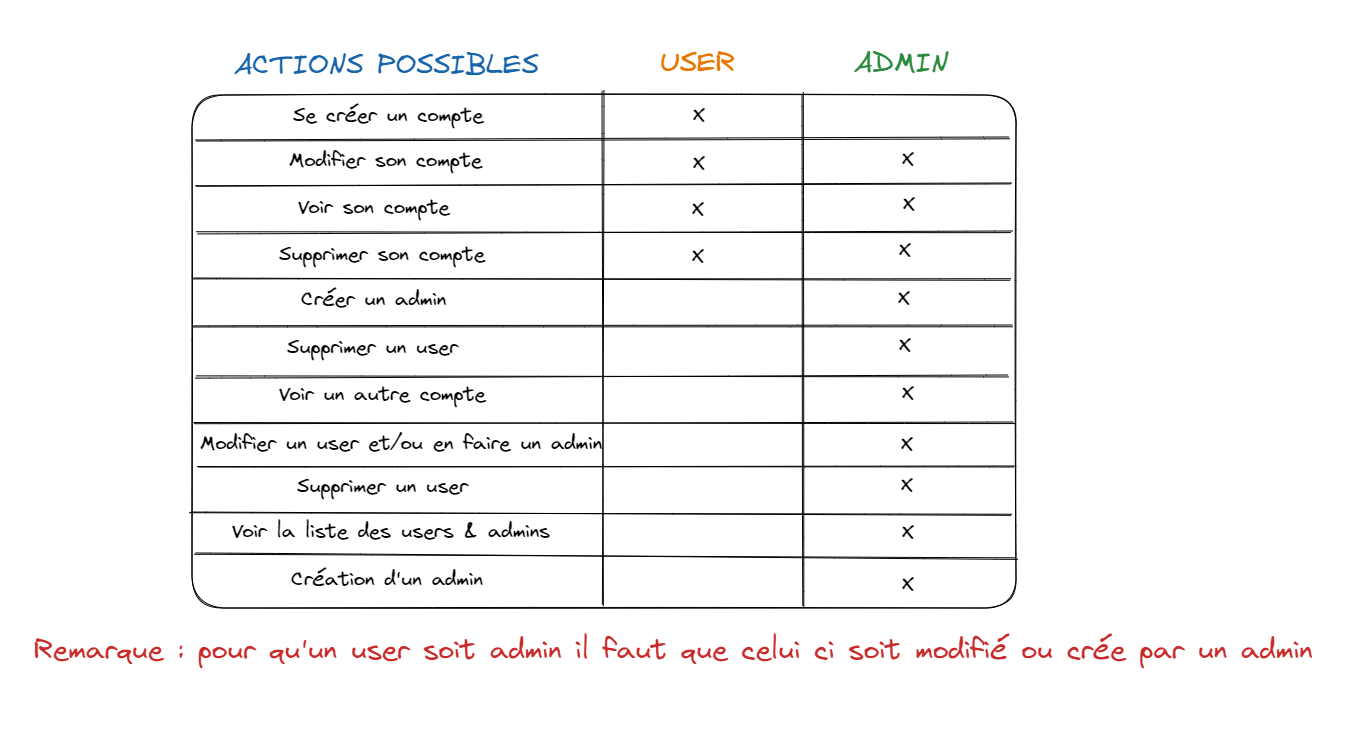 ACTIONS POSSIBLES USER ADMIN
Se créer un compte x
Modifier son compte x x
Voir son compte x x
Supprimer son compte x x
Créer un admin x
Supprimer un user x
Voir un autre compte x
Modifier un user et/ou en faire un admin x
Supprimer un user x
Voir la liste des users & admins x
Création d'un admin x
Remarque : pour qu'un user soit admin il faut que celui ci soit modifié ou crée par un admin